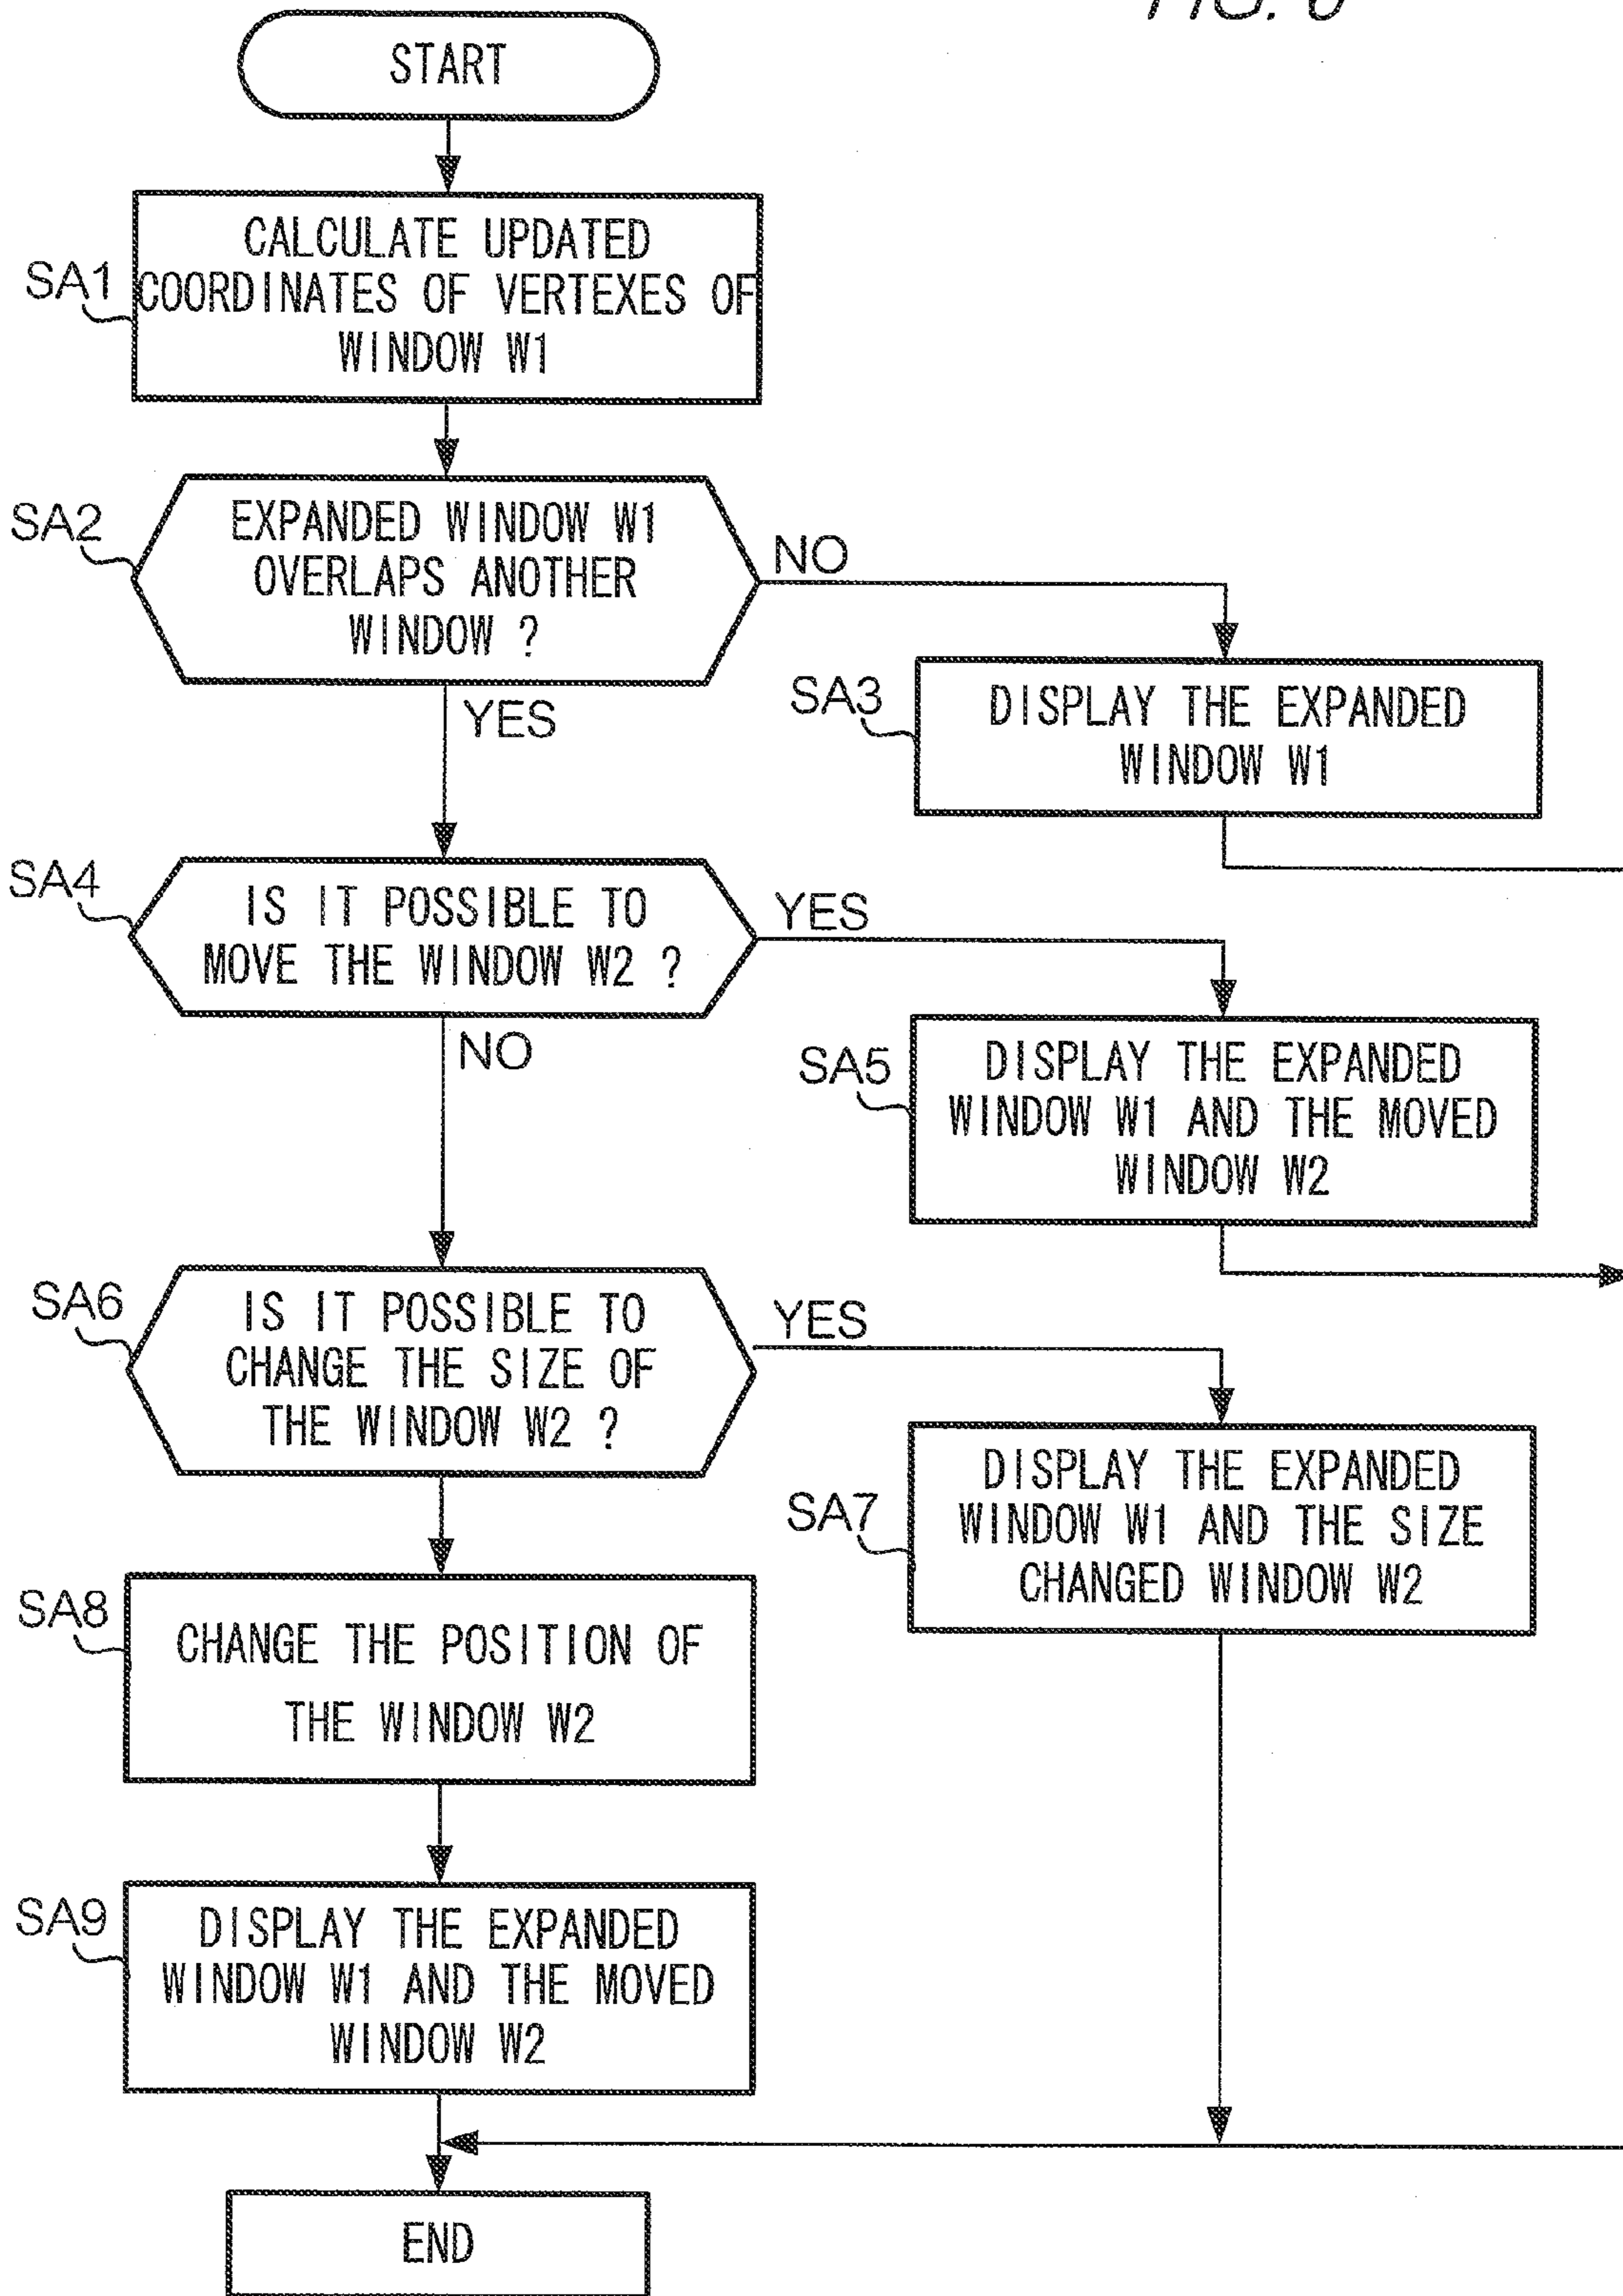 FIG.
START
SA1
CALCULATE UPDATED
COORDINATES OF VERTEXES OF
WINDOW W1
SA2
EXPANDED WINDOW W1
OVERLAPS ANOTHER
WINDOW ?
NO
YES
SA3
DISPLAY THE EXPANDED
WINDOW W1
SA4
IS IT POSSIBLE TO
MOVE THE WINDOW W2 ?
YES
NO
SA5
DISPLAY THE EXPANDED
WINDOW W1 AND THE MOVED
WINDOW W2
SA6
IS IT POSSIBLE TO
CHANGE THE SIZE OF
THE WINDOW W2 ?
YES
SA7
DISPLAY THE EXPANDED
WINDOW W1 AND THE SIZE
CHANGED WINDOW W2
SA8
CHANGE THE POSITION OF
THE WINDOW W2
SA9
DISPLAY THE EXPANDED
WINDOW W1 AND THE MOVED
WINDOW W2
END